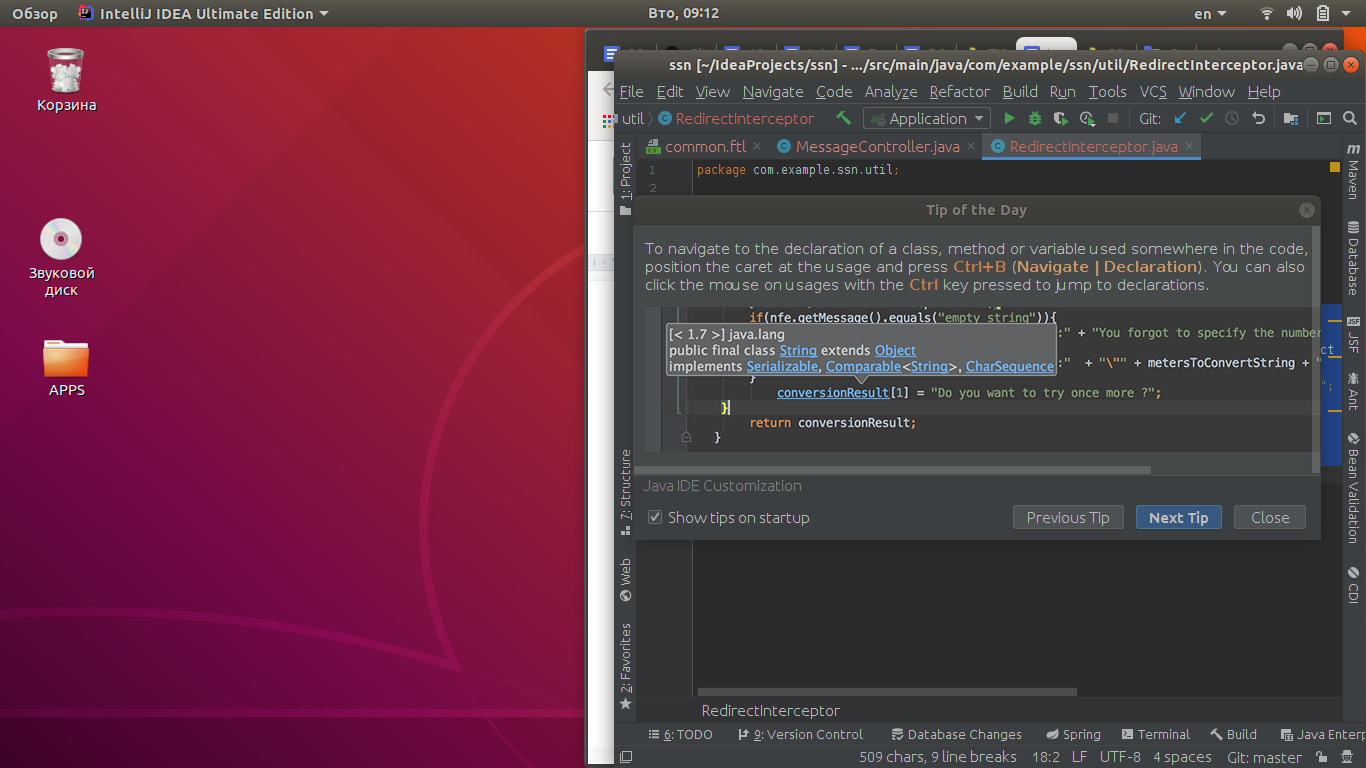 Обзор IntelliJ IDEA Ultimate Edition Вто, 09:12 en
Корзина
Звуковой
диск
APPS
ssn [~/IdeaProjects/ssn] - .../src/main/java/com/example/ssn/util/RedirectInterceptor.java
File Edit View Navigate Code Analyze Refactor Build Run Tools VCS Window Help
util RedirectInterceptor Application Git:
common.ftl MessageController.java RedirectInterceptor.java
1 package com.example.ssn.util;
2
1: Project
7: Structure
Web
2: Favorites
Maven
Database
JSF
Ant
Bean Validation
CDI
Tip of the Day
To navigate to the declaration of a class, method or variable used somewhere in the code,
position the caret at the usage and press Ctrl+B (Navigate | Declaration). You can also
click the mouse on usages with the Ctrl key pressed to jump to declarations.
if(nfe.getMessage().equals("empty string")){
:" + "You forgot to specify the number
[< 1.7 >] java.lang
public final class String extends Object
implements Serializable, Comparable<String>, CharSequence
:" + "\"" + metersToConvertString +
}
conversionResult[1] = "Do you want to try once more ?";
}
return conversionResult;
}
Java IDE Customization
Show tips on startup Previous Tip Next Tip Close
RedirectInterceptor
6: TODO 9: Version Control Database Changes Spring Terminal Build Java Enterp
509 chars, 9 line breaks 18:2 LF UTF-8 4 spaces Git: master